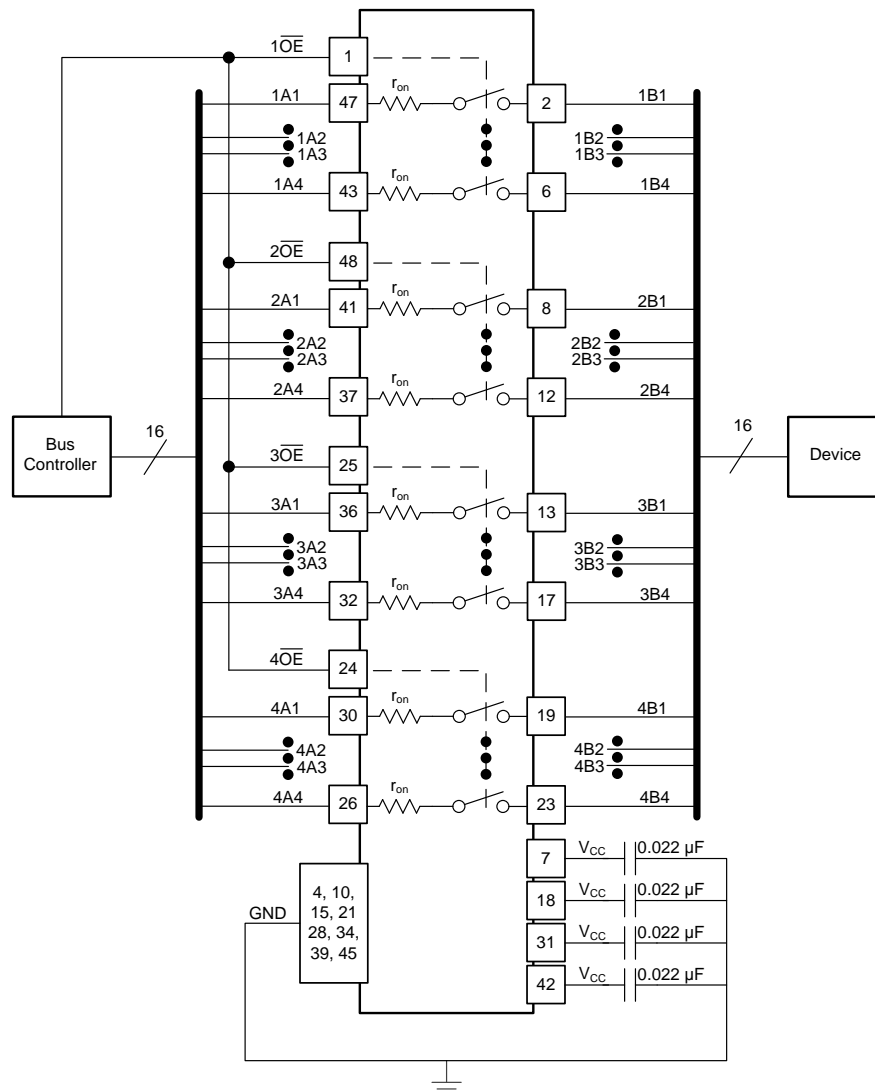 1O̅E̅ 1
1A1 47 ron 2 1B1
1A2 1B2
1A3 1B3
1A4 43 ron 6 1B4
2O̅E̅ 48
2A1 41 ron 8 2B1
2A2 2B2
2A3 2B3
2A4 37 ron 12 2B4
Bus
Controller
16
16
Device
3O̅E̅ 25
3A1 36 ron 13 3B1
3A2 3B2
3A3 3B3
3A4 32 ron 17 3B4
4O̅E̅ 24
4A1 30 ron 19 4B1
4A2 4B2
4A3 4B3
4A4 26 ron 23 4B4
7 VCC 0.022 µF
18 VCC 0.022 µF
31 VCC 0.022 µF
42 VCC 0.022 µF
GND
4, 10,
15, 21
28, 34,
39, 45